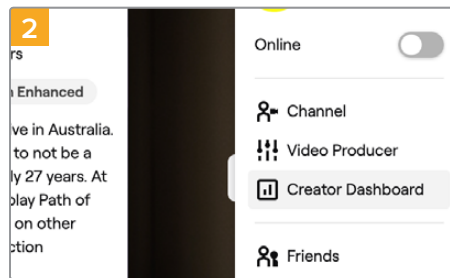 2
rs
Enhanced
ve in Australia.
to not be a
ly 27 years. At
play Path of
on other
ction
Online
Channel
Video Producer
Creator Dashboard
Friends